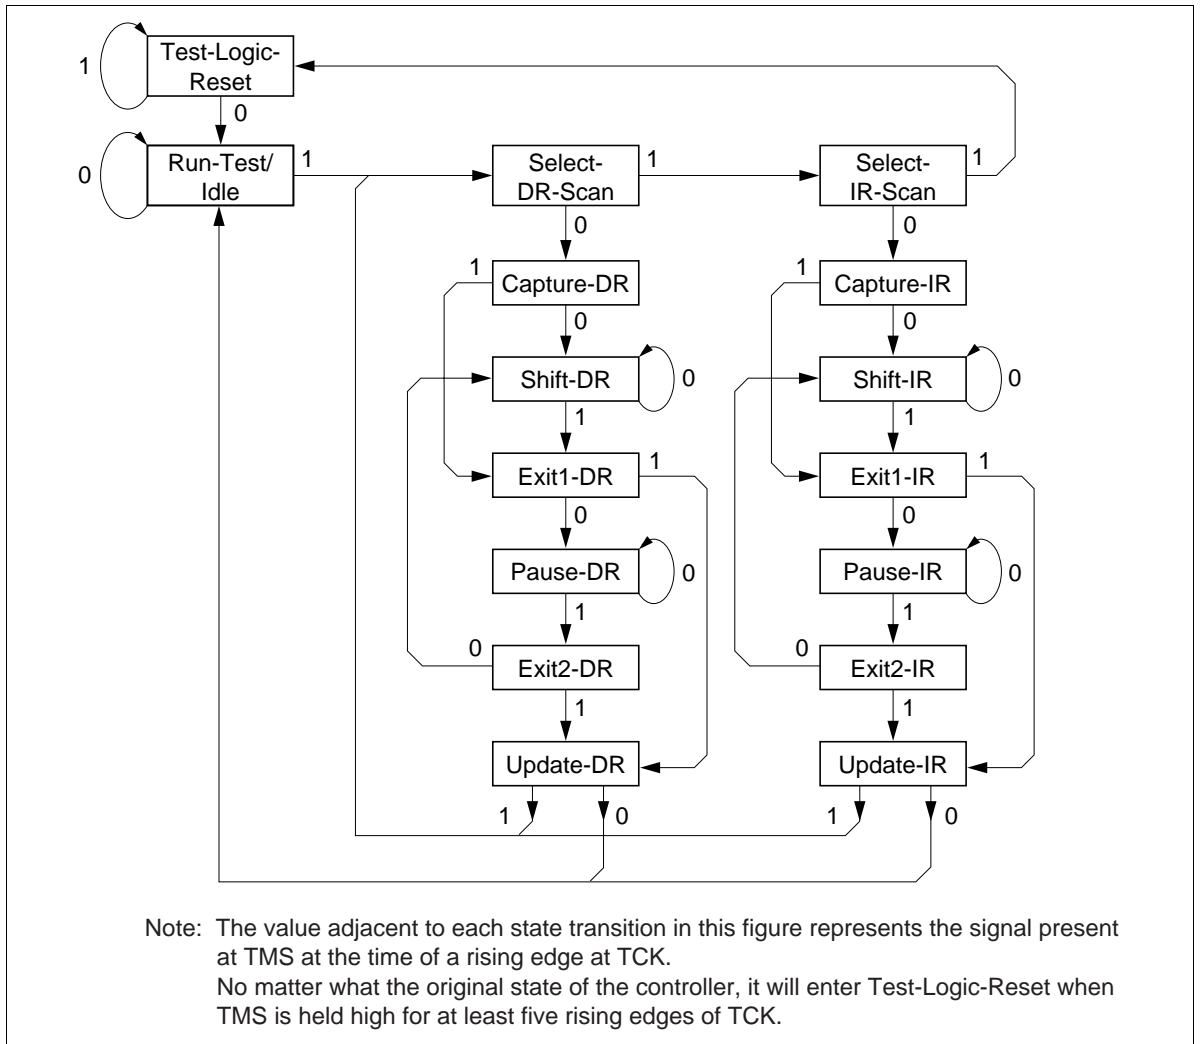 Test-Logic-
Reset
1
0
Run-Test/
Idle
0
1
Select-
DR-Scan
1
Select-
IR-Scan
1
0
0
1
Capture-DR
1
Capture-IR
0
0
Shift-DR
0
Shift-IR
0
1
1
Exit1-DR
1
Exit1-IR
1
0
0
Pause-DR
0
Pause-IR
0
1
1
0
Exit2-DR
0
Exit2-IR
1
1
Update-DR
Update-IR
1
0
1
0
Note: The value adjacent to each state transition in this figure represents the signal present
at TMS at the time of a rising edge at TCK.
No matter what the original state of the controller, it will enter Test-Logic-Reset when
TMS is held high for at least five rising edges of TCK.